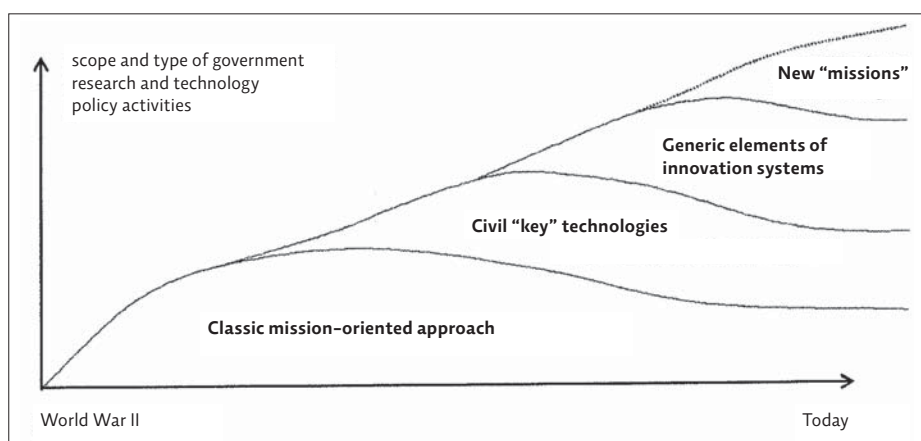 scope and type of government
research and technology
policy activities
New “missions”
Generic elements of
innovation systems
Civil “key” technologies
Classic mission-oriented approach
World War II
Today